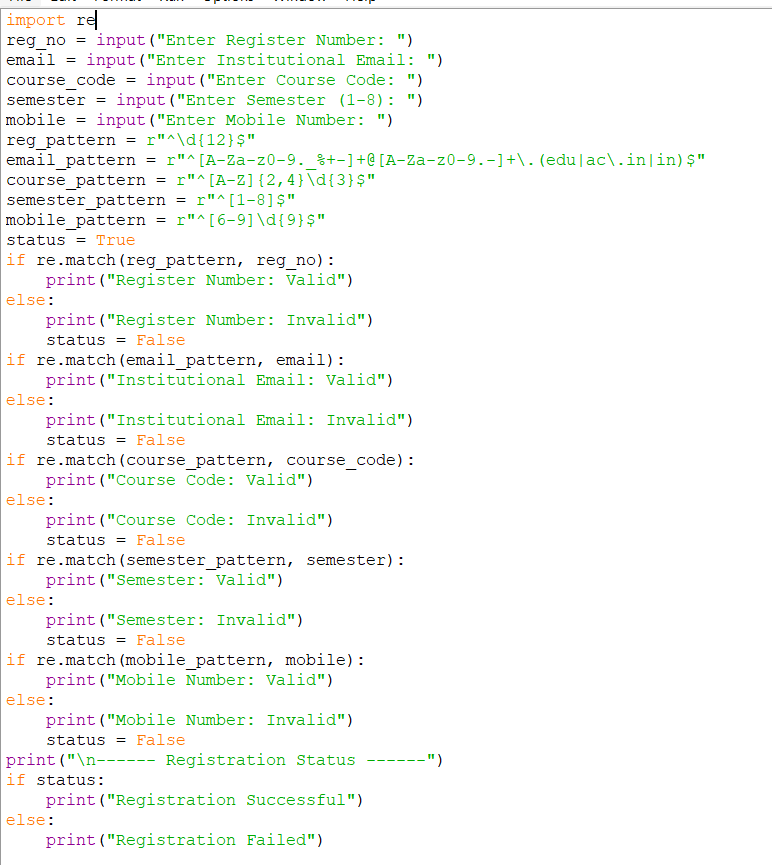 import re
reg_no = input("Enter Register Number: ")
email = input("Enter Institutional Email: ")
course_code = input("Enter Course Code: ")
semester = input("Enter Semester (1-8): ")
mobile = input("Enter Mobile Number: ")
reg_pattern = r"^\d{12}$"
email_pattern = r"^[A-Za-z0-9._%+-]+@[A-Za-z0-9.-]+\.(edu|ac\.in|in)$"
course_pattern = r"^[A-Z]{2,4}\d{3}$"
semester_pattern = r"^[1-8]$"
mobile_pattern = r"^[6-9]\d{9}$"
status = True
if re.match(reg_pattern, reg_no):
    print("Register Number: Valid")
else:
    print("Register Number: Invalid")
    status = False
if re.match(email_pattern, email):
    print("Institutional Email: Valid")
else:
    print("Institutional Email: Invalid")
    status = False
if re.match(course_pattern, course_code):
    print("Course Code: Valid")
else:
    print("Course Code: Invalid")
    status = False
if re.match(semester_pattern, semester):
    print("Semester: Valid")
else:
    print("Semester: Invalid")
    status = False
if re.match(mobile_pattern, mobile):
    print("Mobile Number: Valid")
else:
    print("Mobile Number: Invalid")
    status = False
print("\n------ Registration Status ------")
if status:
    print("Registration Successful")
else:
    print("Registration Failed")